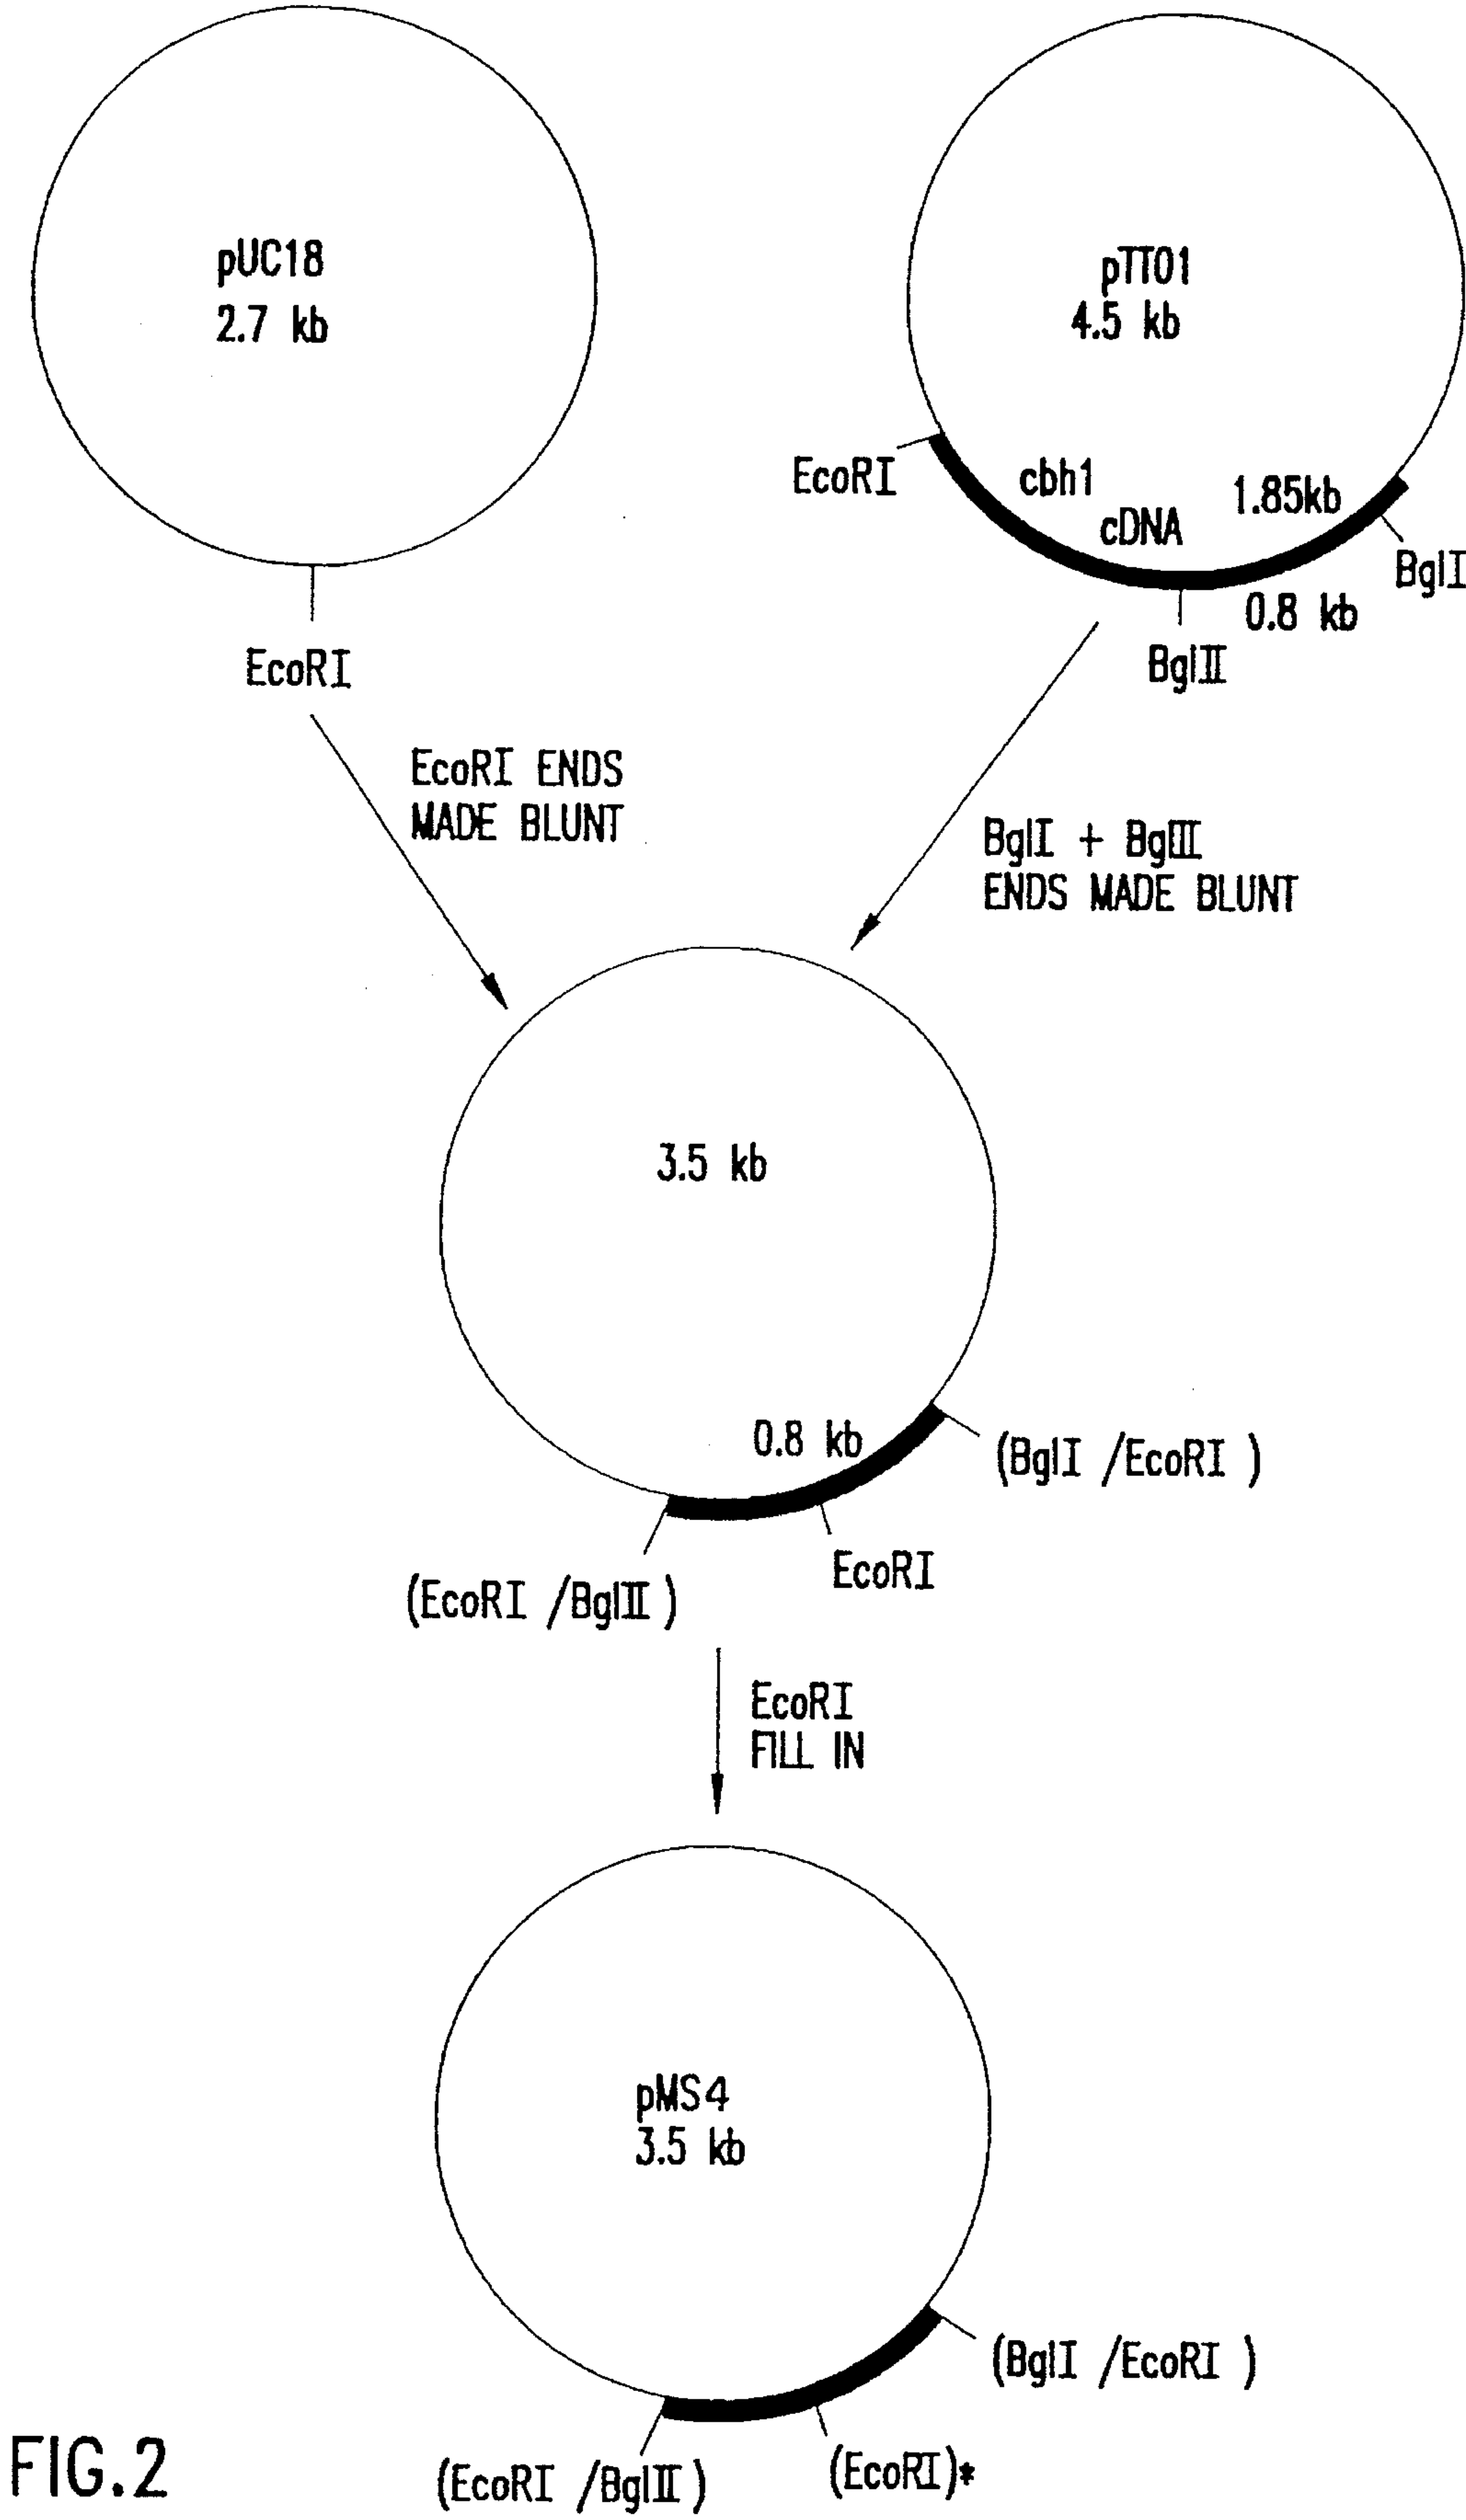 pUC18
2.7 kb
EcoRI
pTT01
4.5 kb
EcoRI
cbh1
cDNA
1.85kb
BglI
0.8 kb
BglII
EcoRI ENDS
MADE BLUNT
BglI + BglII
ENDS MADE BLUNT
3.5 kb
0.8 kb
(BglI /EcoRI )
EcoRI
(EcoRI /BglII )
EcoRI
FILL IN
pMS4
3.5 kb
(BglI /EcoRI )
(EcoRI)*
(EcoRI /BglII )
FIG.2